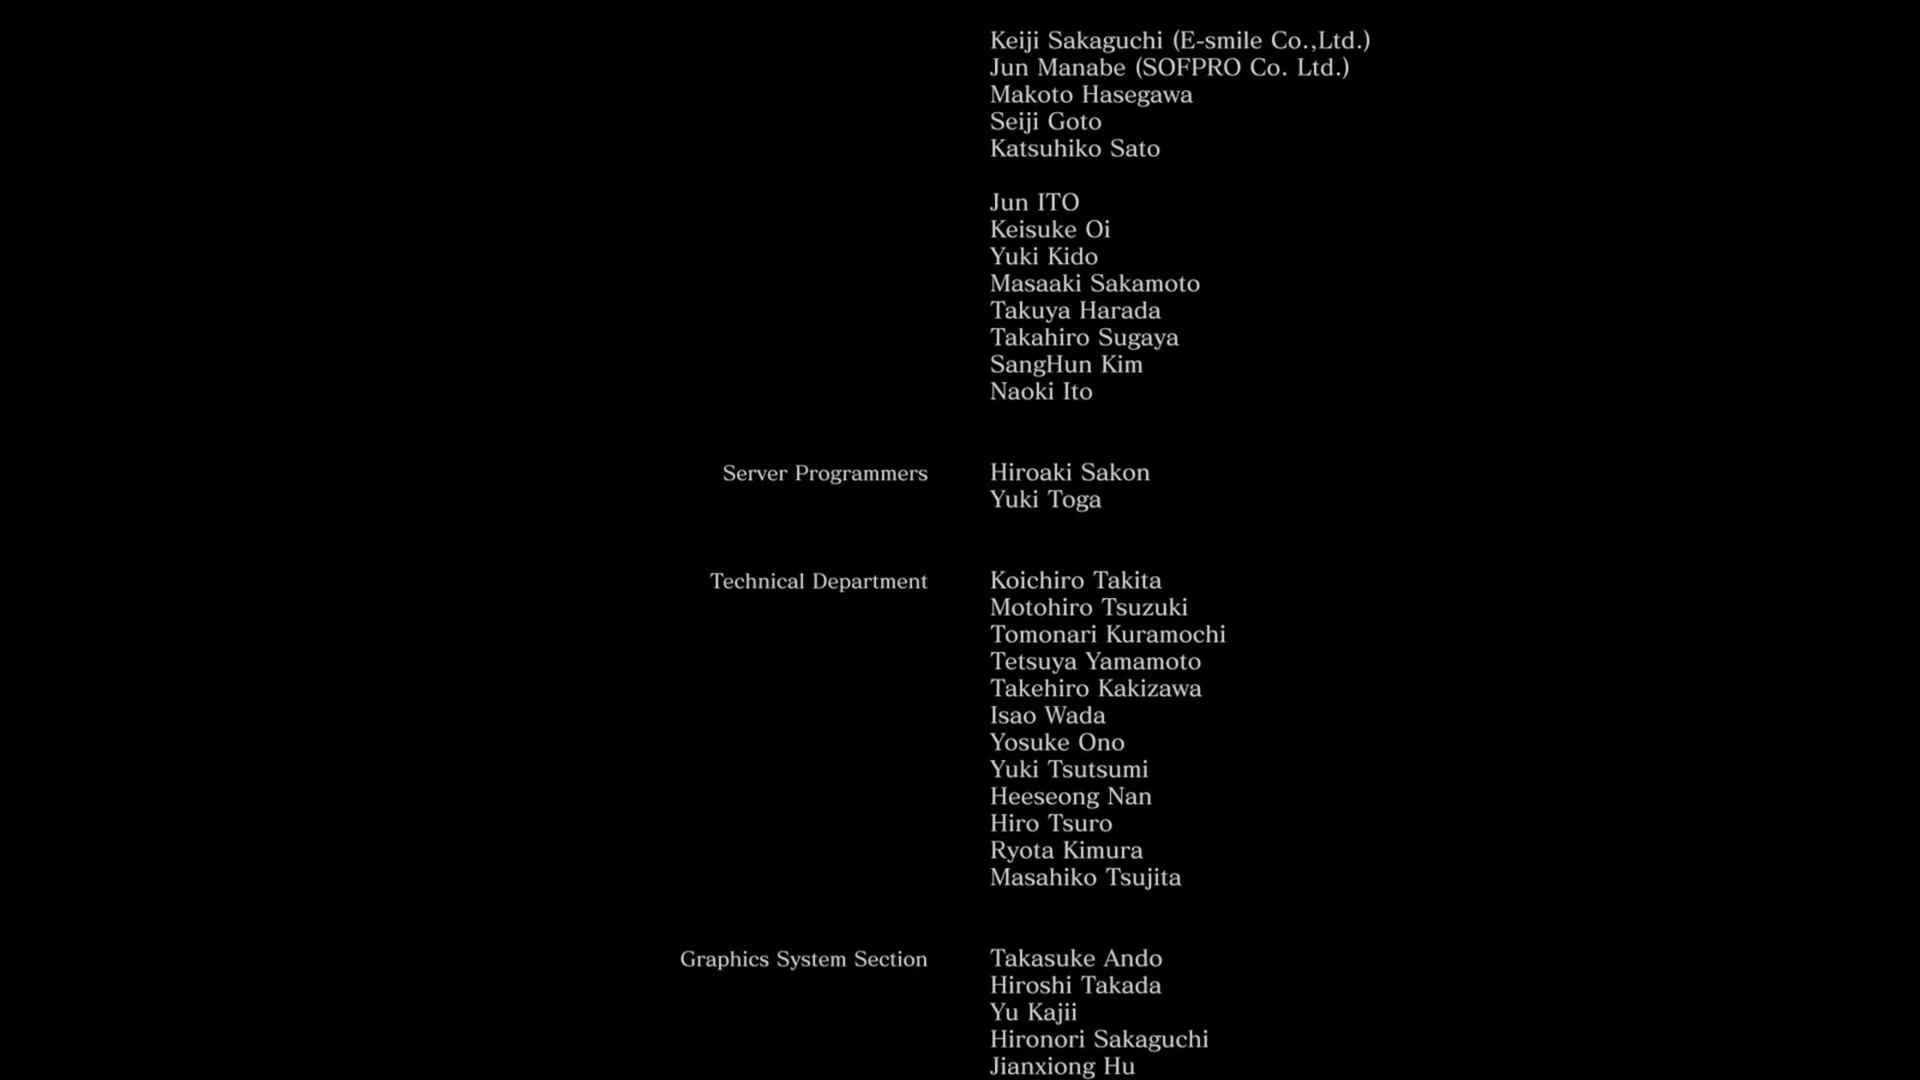 Keiji Sakaguchi (E-smile Co.,Ltd.)
Jun Manabe (SOFPRO Co. Ltd.)
Makoto Hasegawa
Seiji Goto
Katsuhiko Sato
Jun ITO
Keisuke Oi
Yuki Kido
Masaaki Sakamoto
Takuya Harada
Takahiro Sugaya
SangHun Kim
Naoki Ito
Server Programmers Hiroaki Sakon
Yuki Toga
Technical Department Koichiro Takita
Motohiro Tsuzuki
Tomonari Kuramochi
Tetsuya Yamamoto
Takehiro Kakizawa
Isao Wada
Yosuke Ono
Yuki Tsutsumi
Heeseong Nan
Hiro Tsuro
Ryota Kimura
Masahiko Tsujita
Graphics System Section Takasuke Ando
Hiroshi Takada
Yu Kajii
Hironori Sakaguchi
Jianxiong Hu